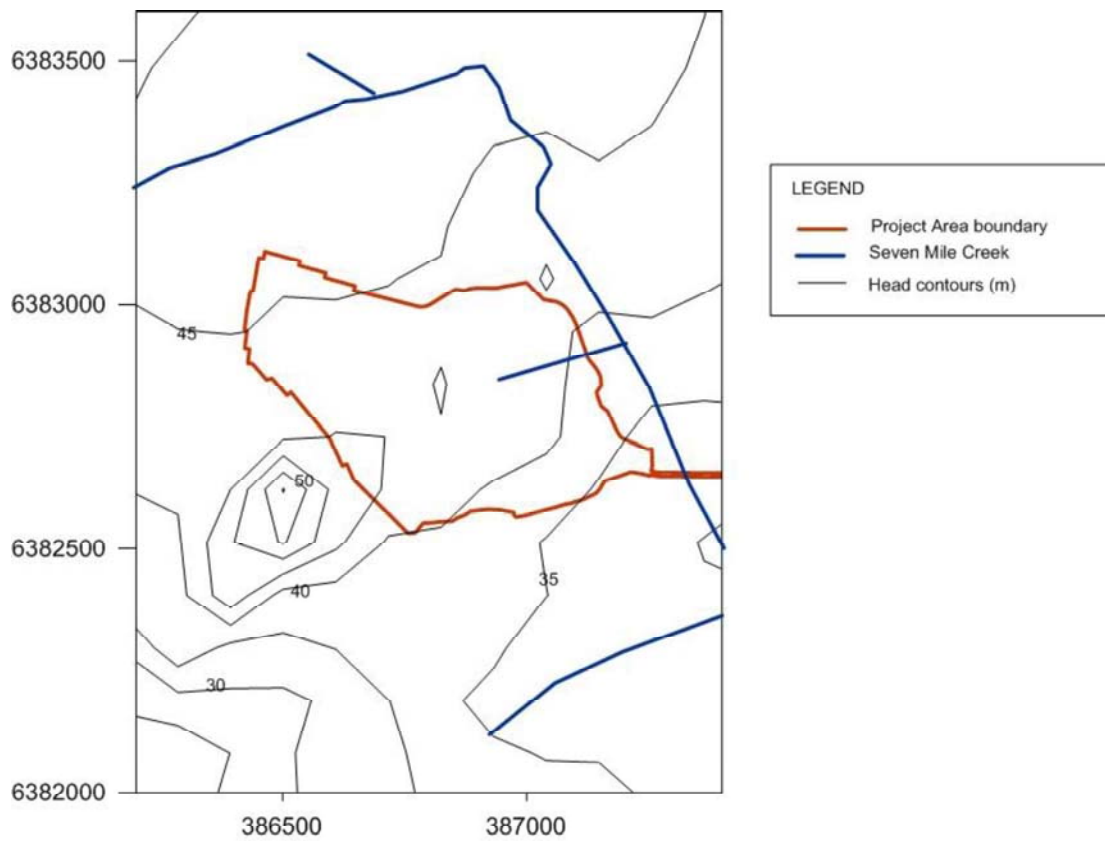 6383500
6383000
6382500
6382000
386500
387000
45
50
40
35
30
LEGEND
Project Area boundary
Seven Mile Creek
Head contours (m)